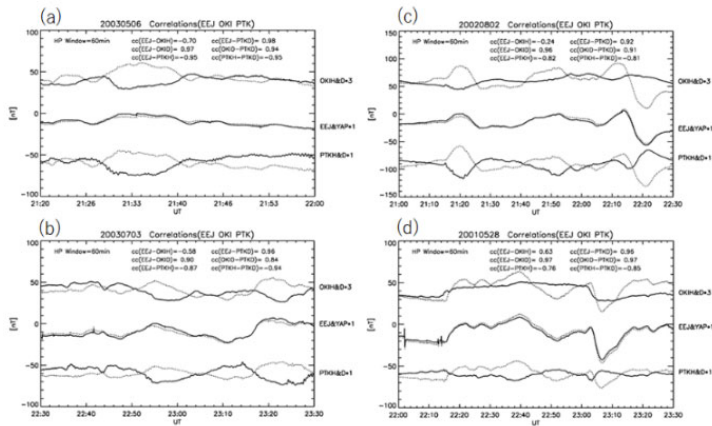 (a)
20030506 Correlations(EEJ OKI PTK)
HP Window=60min cc(EEJ-OKIH)=-0.70 cc(EEJ-PTKD)= 0.98
cc(EEJ-OKID)= 0.97 cc(OKID-PTKD)= 0.94
cc(EEJ-PTKH)=-0.95 cc(PTKH-PTKD)=-0.95
100
50
0
-50
-100
[nT]
OKIH&D*3
EEJ&YAP*1
PTKH&D*1
21:20 21:26 21:33 21:40 21:46 21:53 22:00
UT
(c)
20020802 Correlations(EEJ OKI PTK)
HP Window=60min cc(EEJ-OKIH)=-0.24 cc(EEJ-PTKD)= 0.92
cc(EEJ-OKID)= 0.96 cc(OKID-PTKD)= 0.91
cc(EEJ-PTKH)=-0.82 cc(PTKH-PTKD)=-0.81
150
100
50
0
-50
-100
-150
[nT]
OKIH&D*3
EEJ&YAP*1
PTKH&D*1
21:00 21:10 21:20 21:30 21:40 21:50 22:00 22:10 22:20 22:30
UT
(b)
20030703 Correlations(EEJ OKI PTK)
HP Window=60min cc(EEJ-OKIH)=-0.58 cc(EEJ-PTKD)= 0.96
cc(EEJ-OKID)= 0.90 cc(OKID-PTKD)= 0.84
cc(EEJ-PTKH)=-0.87 cc(PTKH-PTKD)=-0.94
100
50
0
-50
-100
[nT]
OKIH&D*3
EEJ&YAP*1
PTKH&D*1
22:30 22:40 22:50 23:00 23:10 23:20 23:30
UT
(d)
20010528 Correlations(EEJ OKI PTK)
HP Window=60min cc(EEJ-OKIH)= 0.63 cc(EEJ-PTKD)= 0.96
cc(EEJ-OKID)= 0.97 cc(OKID-PTKD)= 0.97
cc(EEJ-PTKH)=-0.76 cc(PTKH-PTKD)=-0.85
100
50
0
-50
-100
[nT]
OKIH&D*3
EEJ&YAP*1
PTKH&D*1
22:00 22:10 22:20 22:30 22:40 22:50 23:00 23:10 23:20 23:30
UT